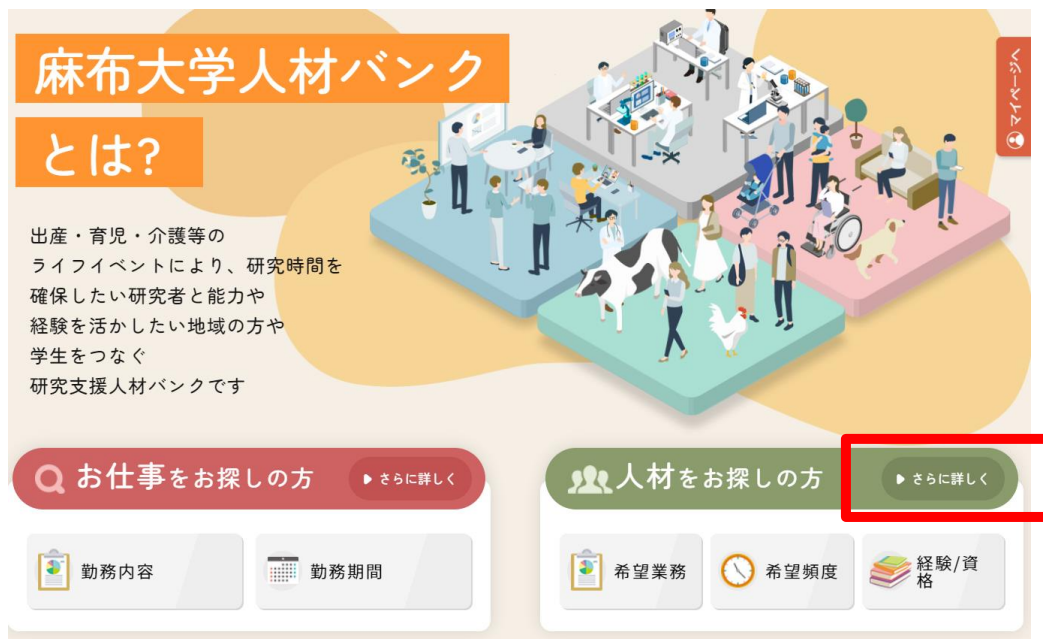 麻布大学人材バンク
とは?
マイページへ
出産・育児・介護等の
ライフイベントにより、研究時間を
確保したい研究者と能力や
経験を活かしたい地域の方や
学生をつなぐ
研究支援人材バンクです
お仕事をお探しの方
さらに詳しく
勤務内容
勤務期間
人材をお探しの方
さらに詳しく
希望業務
希望頻度
経験/資
格